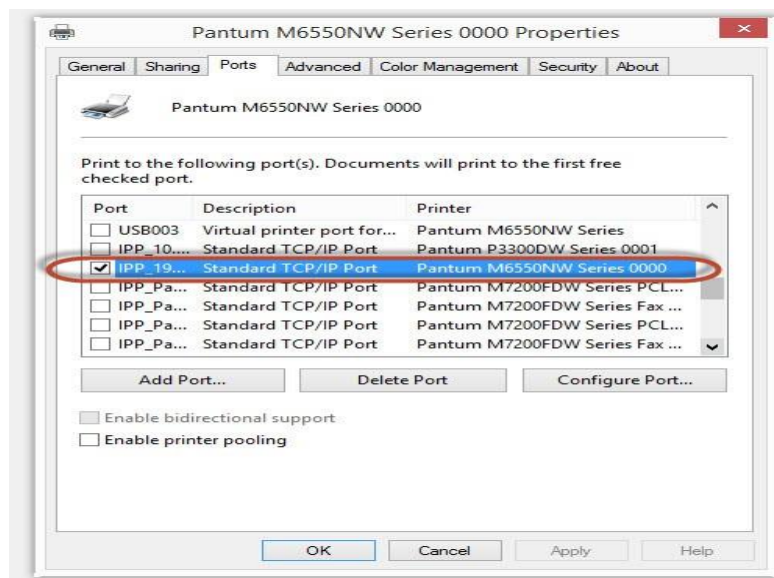 Pantum M6550NW Series 0000 Properties
General Sharing Ports Advanced Color Management Security About
Pantum M6550NW Series 0000
Print to the following port(s). Documents will print to the first free
checked port.
Port Description Printer
USB003 Virtual printer port for... Pantum M6550NW Series
IPP_10.... Standard TCP/IP Port Pantum P3300DW Series 0001
IPP_19... Standard TCP/IP Port Pantum M6550NW Series 0000
IPP_Pa... Standard TCP/IP Port Pantum M7200FDW Series PCL...
IPP_Pa... Standard TCP/IP Port Pantum M7200FDW Series Fax ...
IPP_Pa... Standard TCP/IP Port Pantum M7200FDW Series PCL...
IPP_Pa... Standard TCP/IP Port Pantum M7200FDW Series Fax ...
Add Port... Delete Port Configure Port...
Enable bidirectional support
Enable printer pooling
OK Cancel Apply Help